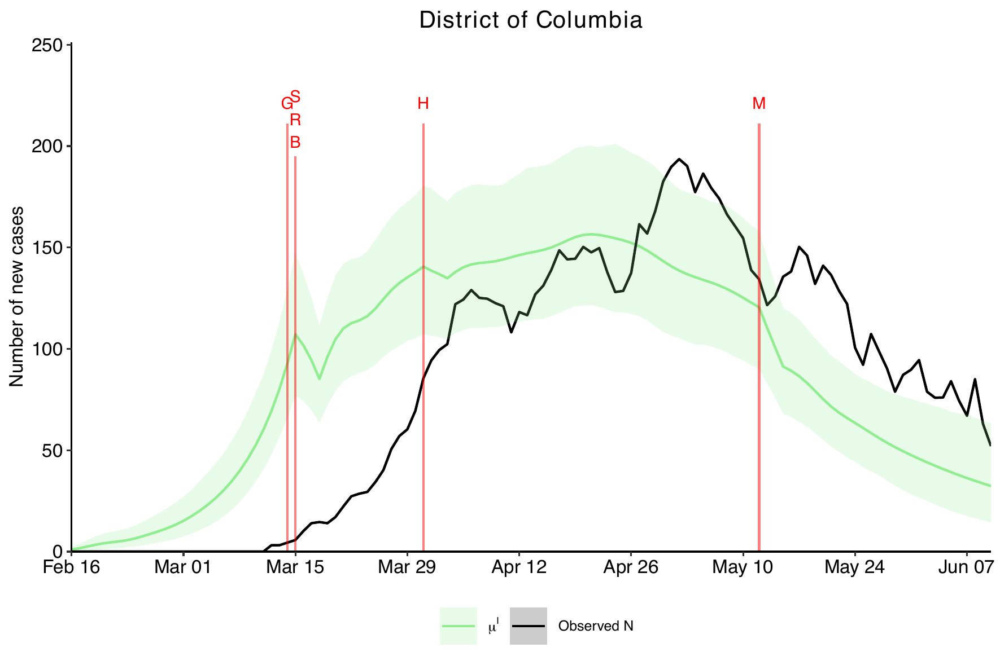 District of Columbia
Number of new cases
250
200
150
100
50
0
G
S
R
B
H
M
Feb 16 Mar 01 Mar 15 Mar 29 Apr 12 Apr 26 May 10 May 24 Jun 07
μ^I Observed N